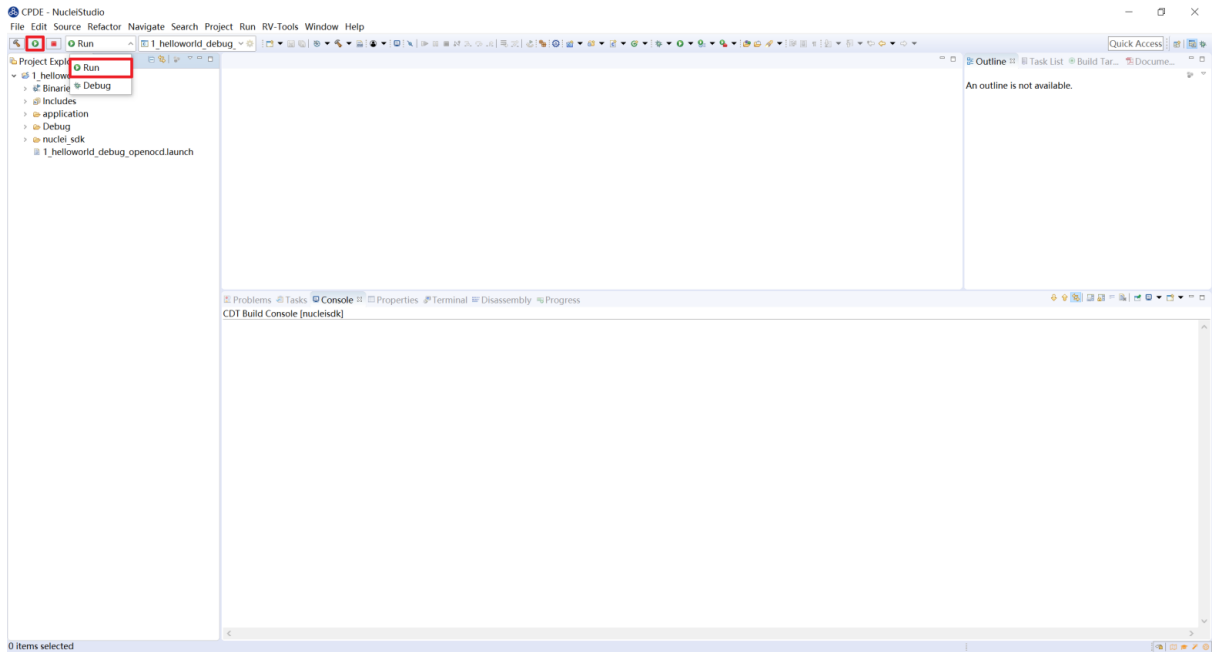 CPDE - NucleiStudio
File Edit Source Refactor Navigate Search Project Run RV-Tools Window Help
Run 1_helloworld_debug_ Quick Access
Project Explo
Run
Debug
1_hellow
Binarie
Includes
application
Debug
nuclei_sdk
1_helloworld_debug_openocd.launch
Outline Task List Build Tar... Docume...
An outline is not available.
Problems Tasks Console Properties Terminal Disassembly Progress
CDT Build Console [nucleisdk]
0 items selected